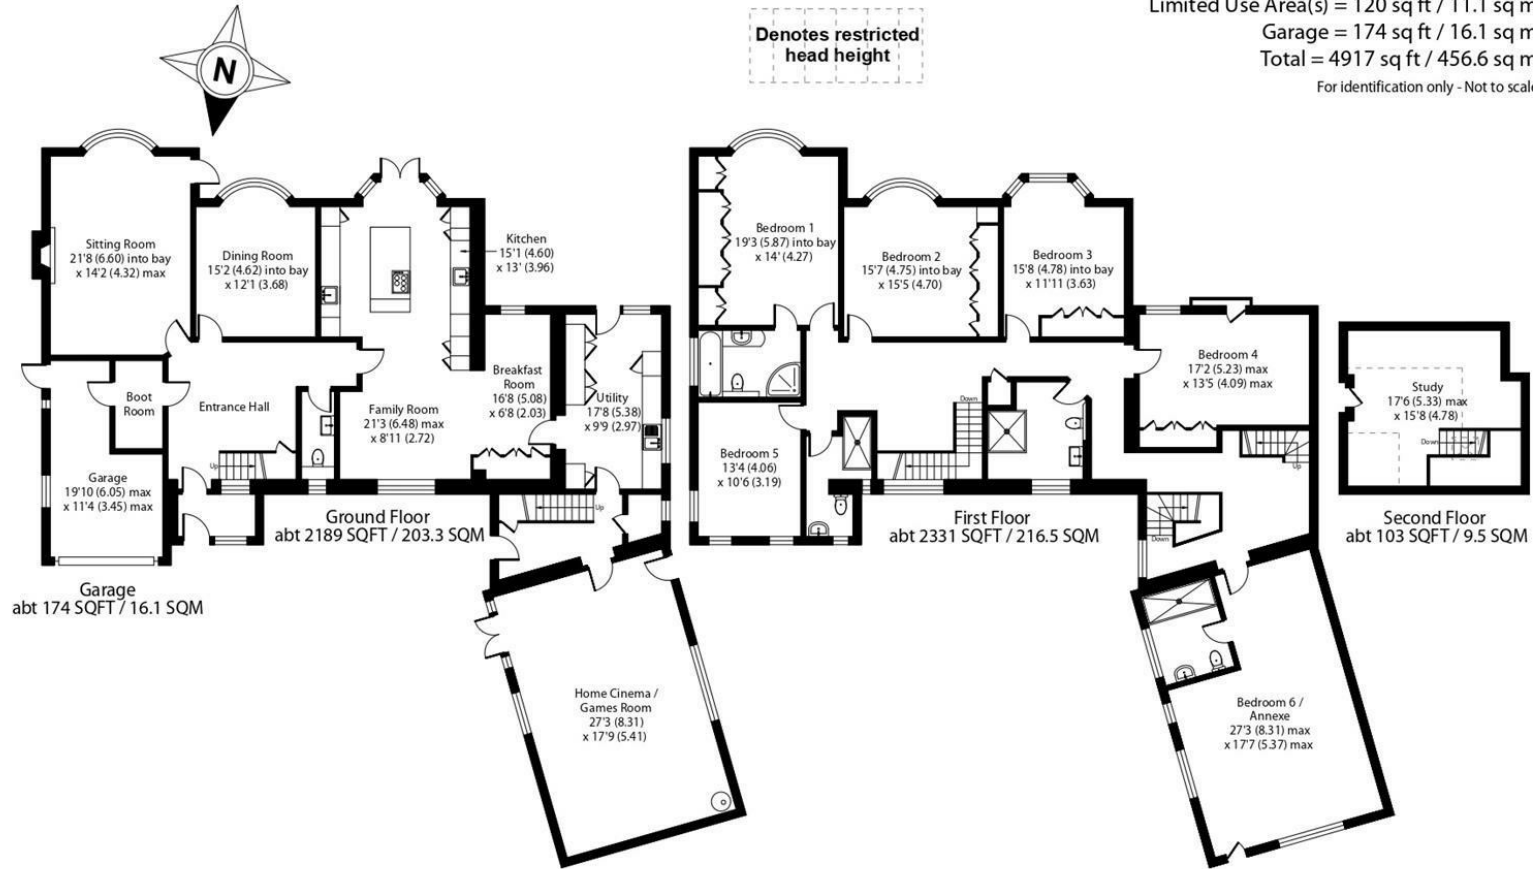 Limited Use Area(s) = 120 sq ft / 11.1 sq m
Garage = 174 sq ft / 16.1 sq m
Total = 4917 sq ft / 456.6 sq m
For identification only - Not to scale
Denotes restricted
head height
N
Sitting Room
21'8 (6.60) into bay
x 14'2 (4.32) max
Dining Room
15'2 (4.62) into bay
x 12'1 (3.68)
Kitchen
15'1 (4.60)
x 13' (3.96)
Breakfast
Room
16'8 (5.08)
x 6'8 (2.03)
Utility
17'8 (5.38)
x 9'9 (2.97)
Boot
Room
Entrance Hall
Family Room
21'3 (6.48) max
x 8'11 (2.72)
Garage
19'10 (6.05) max
x 11'4 (3.45) max
Up
Up
Ground Floor
abt 2189 SQFT / 203.3 SQM
Garage
abt 174 SQFT / 16.1 SQM
Home Cinema /
Games Room
27'3 (8.31)
x 17'9 (5.41)
Bedroom 1
19'3 (5.87) into bay
x 14' (4.27)
Bedroom 2
15'7 (4.75) into bay
x 15'5 (4.70)
Bedroom 3
15'8 (4.78) into bay
x 11'11 (3.63)
Bedroom 4
17'2 (5.23) max
x 13'5 (4.09) max
Down
Bedroom 5
13'4 (4.06)
x 10'6 (3.19)
Up
Down
First Floor
abt 2331 SQFT / 216.5 SQM
Bedroom 6 /
Annexe
27'3 (8.31) max
x 17'7 (5.37) max
Study
17'6 (5.33) max
x 15'8 (4.78)
Down
Second Floor
abt 103 SQFT / 9.5 SQM